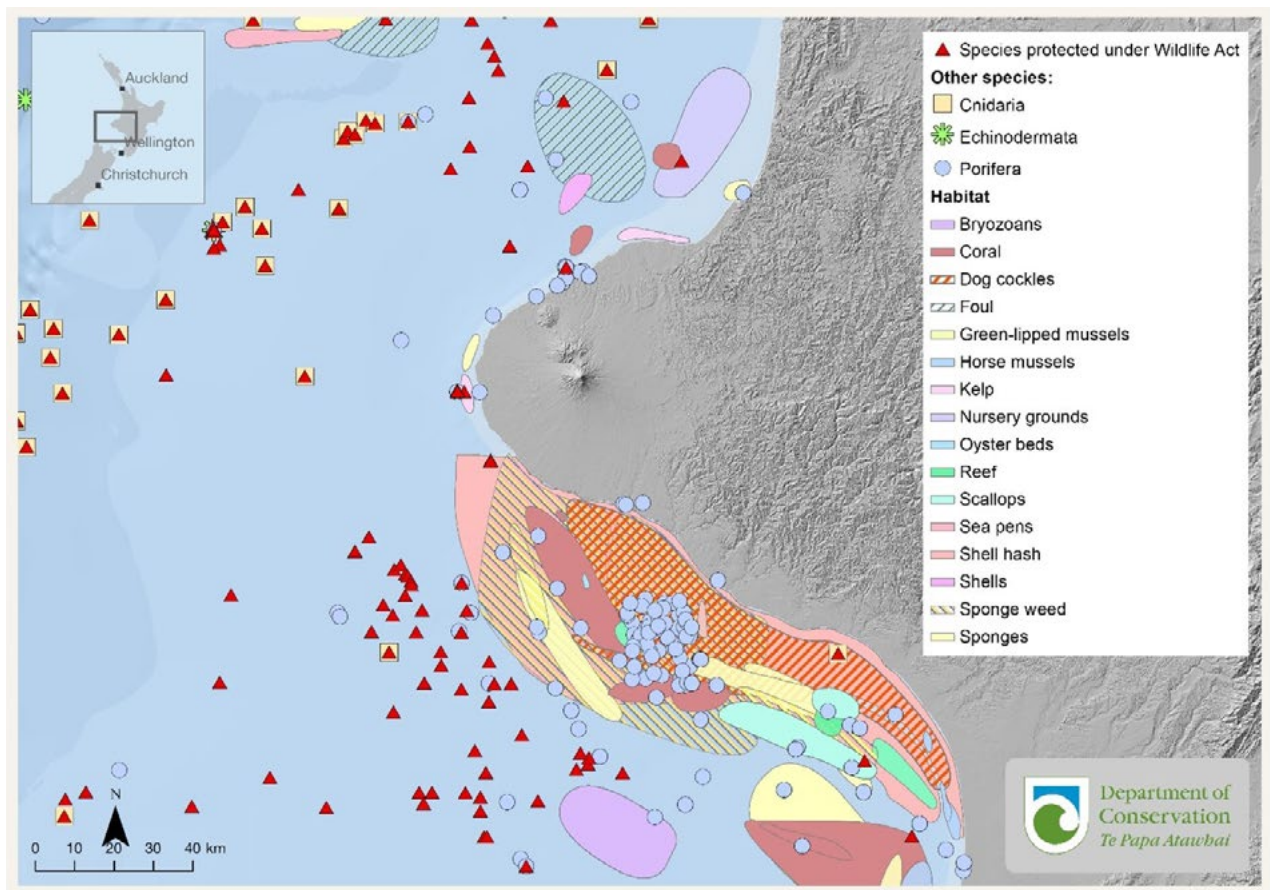 Auckland
Wellington
Christchurch
Species protected under Wildlife Act
Other species:
Cnidaria
Echinodermata
Porifera
Habitat
Bryozoans
Coral
Dog cockles
Foul
Green-lipped mussels
Horse mussels
Kelp
Nursery grounds
Oyster beds
Reef
Scallops
Sea pens
Shell hash
Shells
Sponge weed
Sponges
N
0 10 20 40 km
Department of
Conservation
Te Papa Atawhai